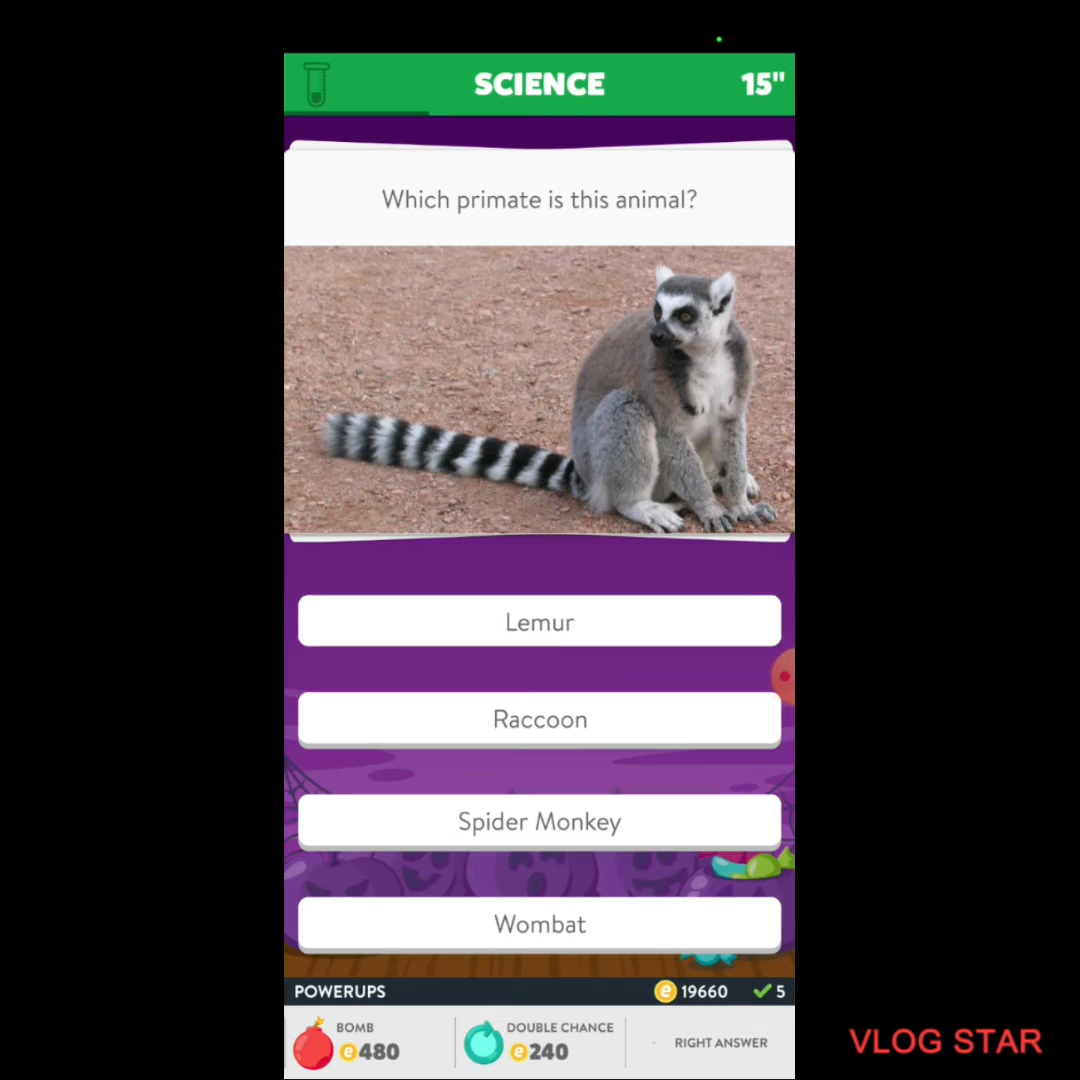 SCIENCE 15"
Which primate is this animal?
Lemur
Raccoon
Spider Monkey
Wombat
POWERUPS e 19660 5
BOMB
e 480
DOUBLE CHANCE
e 240
RIGHT ANSWER
VLOG STAR